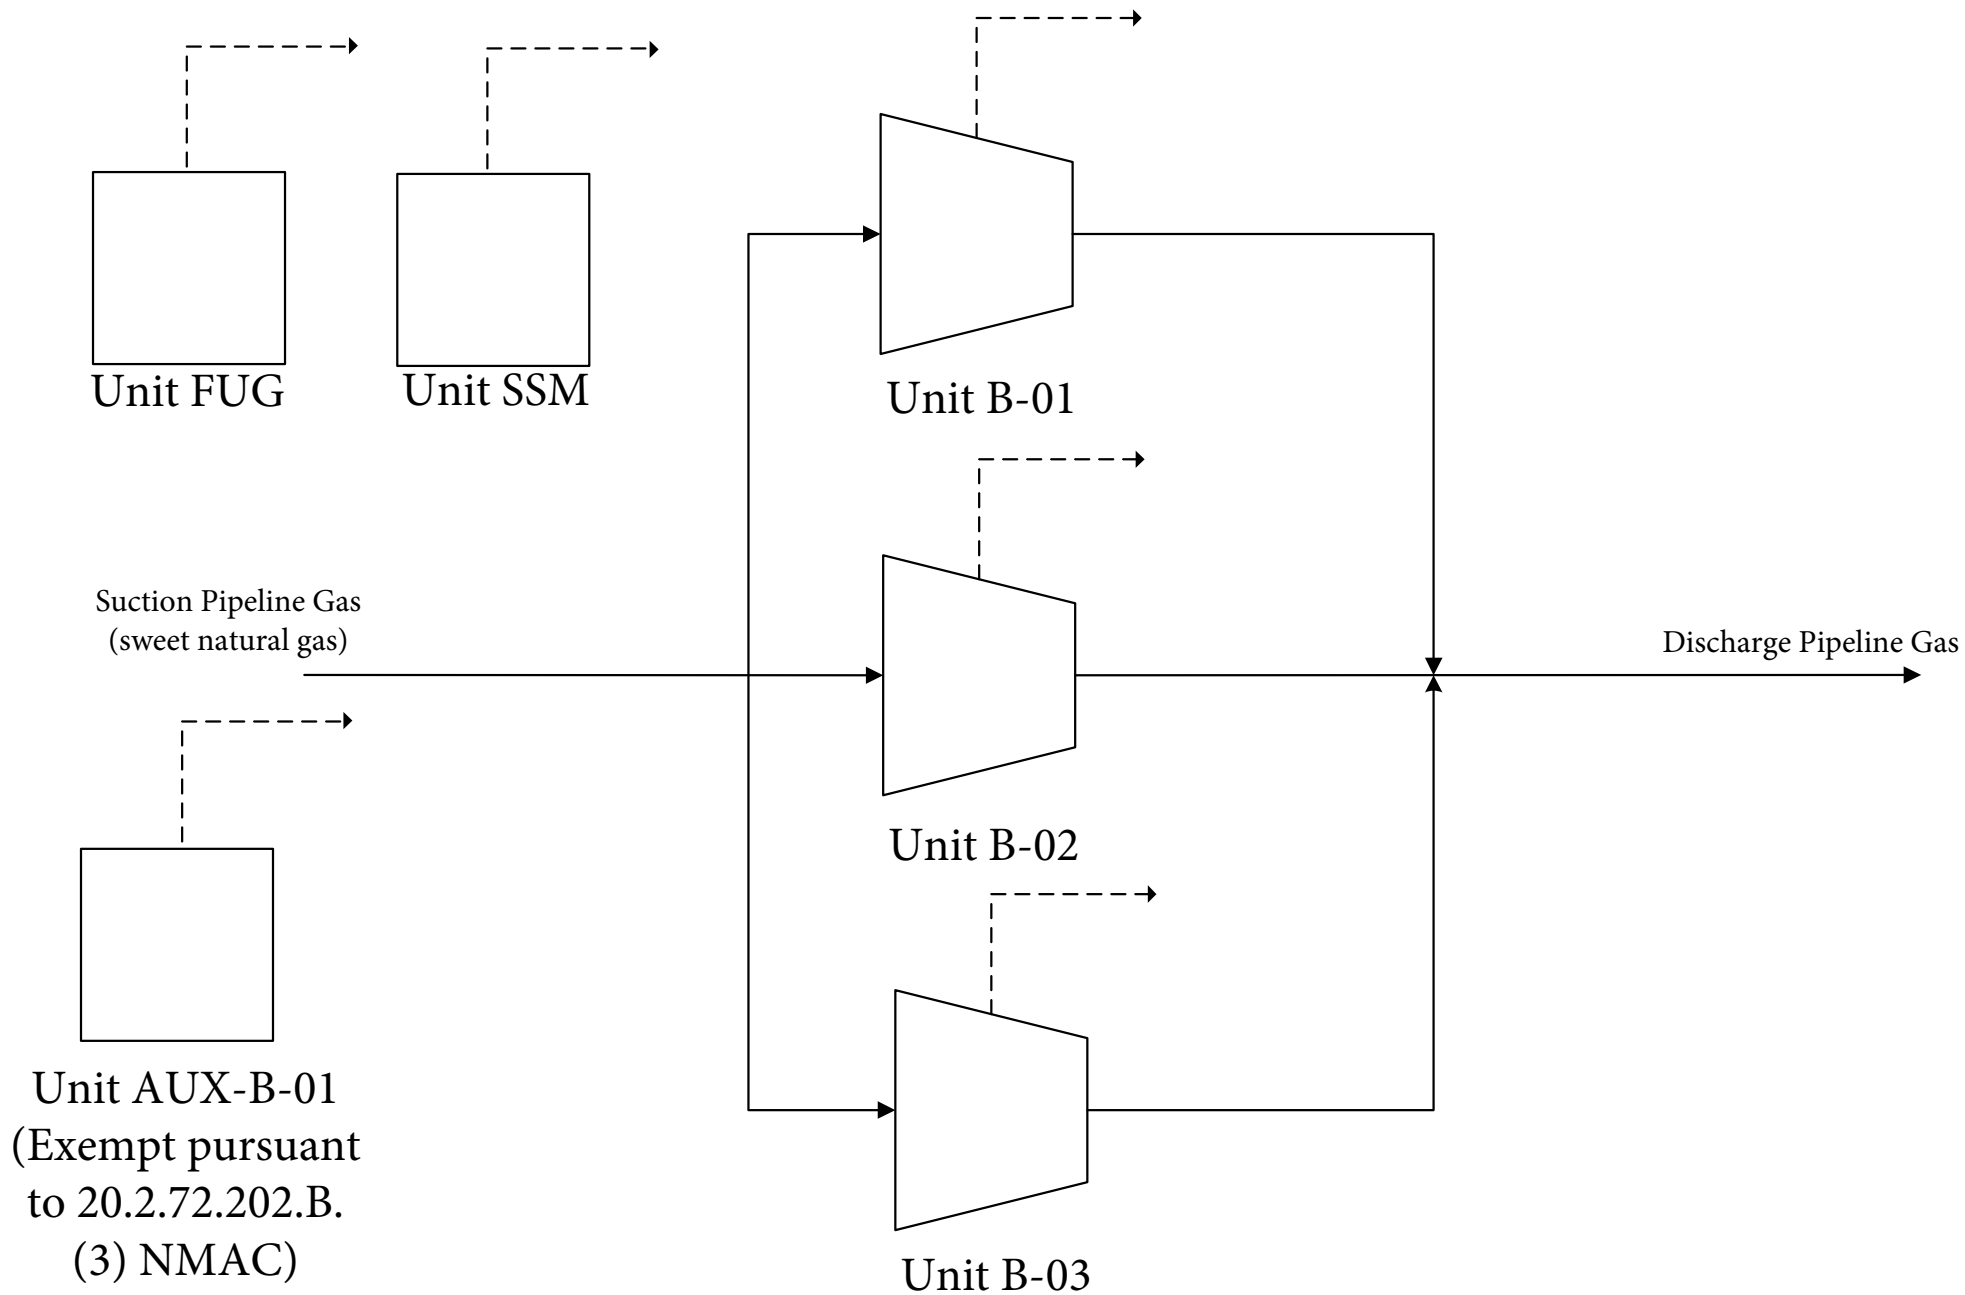 Unit FUG
Unit SSM
Unit B-01
Suction Pipeline Gas
(sweet natural gas)
Discharge Pipeline Gas
Unit B-02
Unit AUX-B-01
(Exempt pursuant
to 20.2.72.202.B.
(3) NMAC)
Unit B-03